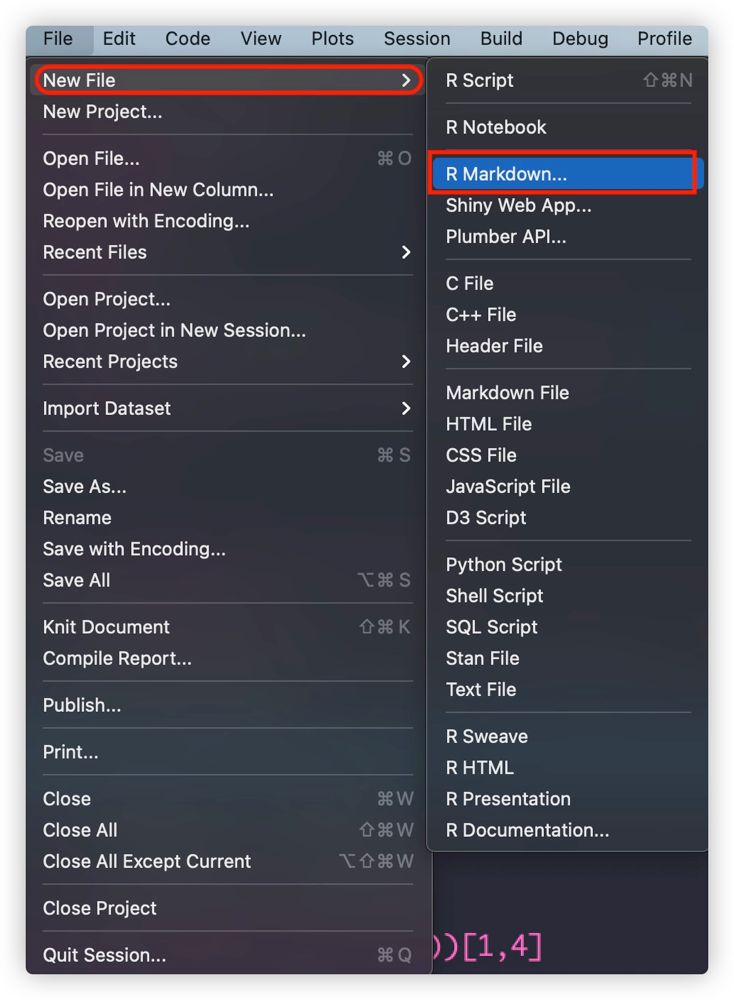 File Edit Code View Plots Session Build Debug Profile
New File
New Project...
Open File... ⌘ O
Open File in New Column...
Reopen with Encoding...
Recent Files
Open Project...
Open Project in New Session...
Recent Projects
Import Dataset
Save ⌘ S
Save As...
Rename
Save with Encoding...
Save All ⌥⌘ S
Knit Document ⇧⌘ K
Compile Report...
Publish...
Print...
Close ⌘W
Close All ⇧⌘W
Close All Except Current ⌥⇧⌘W
Close Project
Quit Session... ⌘Q
R Script ⇧⌘N
R Notebook
R Markdown...
Shiny Web App...
Plumber API...
C File
C++ File
Header File
Markdown File
HTML File
CSS File
JavaScript File
D3 Script
Python Script
Shell Script
SQL Script
Stan File
Text File
R Sweave
R HTML
R Presentation
R Documentation...
))[1,4]